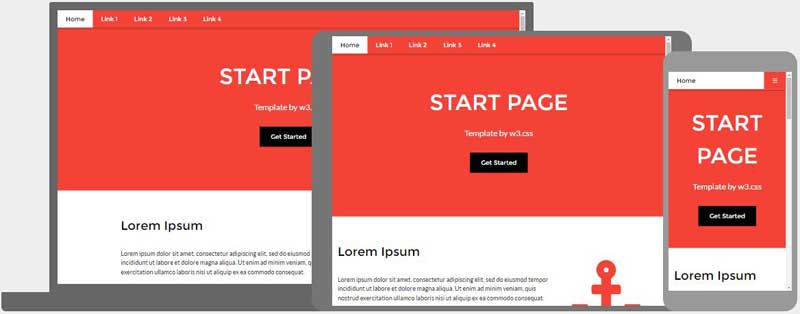 Home Link 1 Link 2 Link 3 Link 4
START PA
Template by w3.
Get Started
Lorem Ipsum
Lorem ipsum dolor sit amet, consectetur adipiscing elit, sed do eiusmod
incididunt ut labore et dolore magna aliqua. Ut enim ad minim veniam, q
exercitation ullamco laboris nisi ut aliquip ex ea commodo consequat.
Home Link 1 Link 2 Link 3 Link 4
START PAGE
Template by w3.css
Get Started
Lorem Ipsum
Lorem ipsum dolor sit amet, consectetur adipiscing elit, sed do eiusmod tempor
incididunt ut labore et dolore magna aliqua. Ut enim ad minim veniam, quis
nostrud exercitation ullamco laboris nisi ut aliquip ex ea commodo consequat.
Home
START
PAGE
Template by w3.css
Get Started
Lorem Ipsum